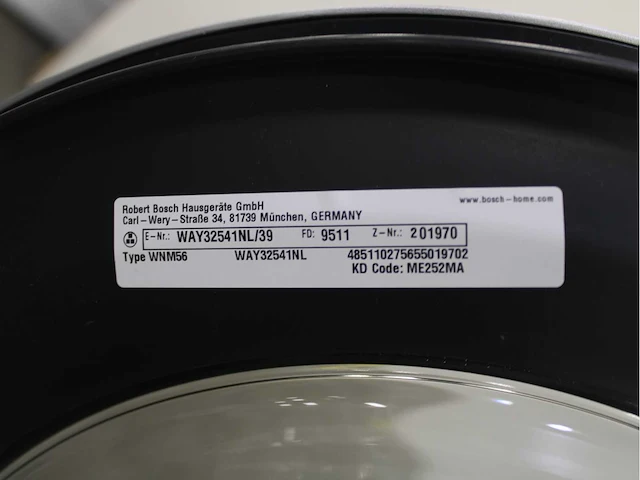 Robert Bosch Hausgeräte GmbH
www.bosch-home.com
Carl-Wery-Straße 34, 81739 München, GERMANY
E-Nr.: WAY32541NL/39 FD: 9511 Z-Nr.: 201970
Type WNM56 WAY32541NL 485110275655019702
KD Code: ME252MA